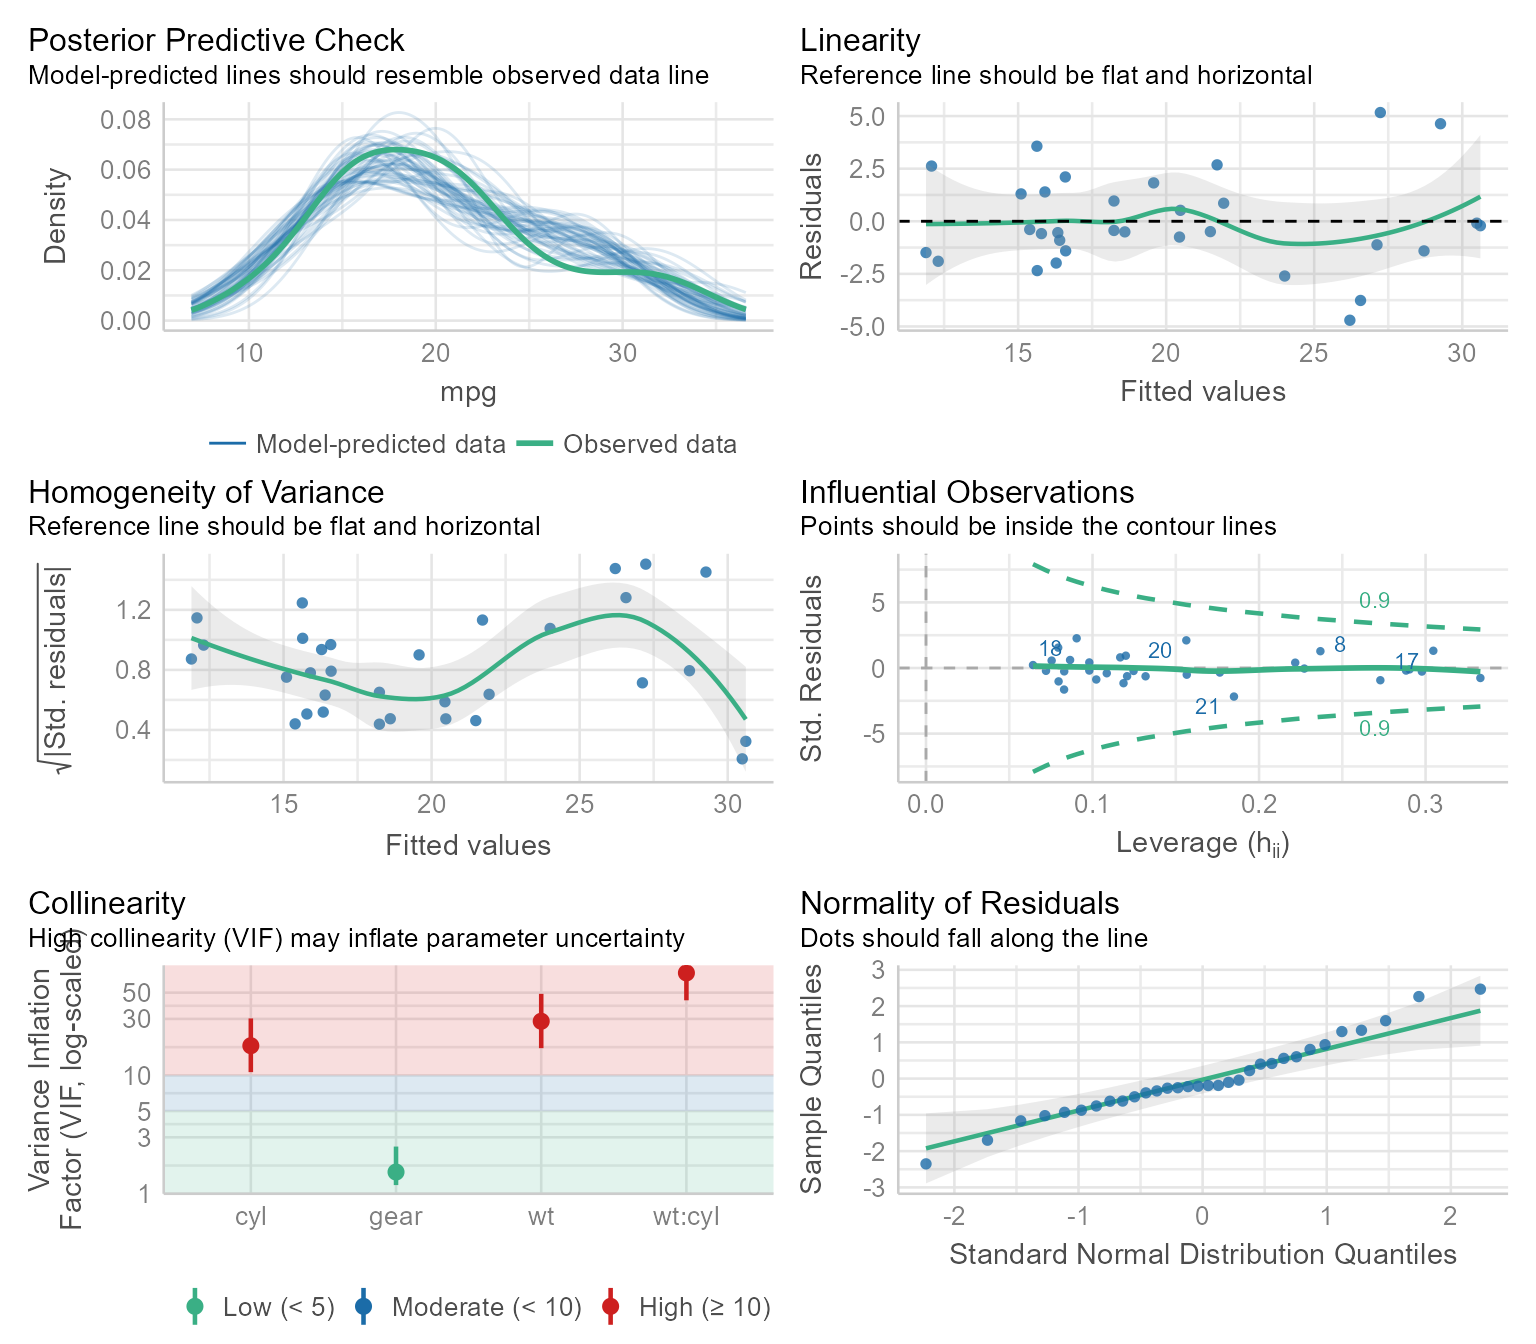 Posterior Predictive Check
Model-predicted lines should resemble observed data line
Density
0.08
0.06
0.04
0.02
0.00
10 20 30
mpg
Model-predicted data Observed data
Linearity
Reference line should be flat and horizontal
Residuals
5.0
2.5
0.0
-2.5
-5.0
15 20 25 30
Fitted values
Homogeneity of Variance
Reference line should be flat and horizontal
√|Std. residuals|
1.2
0.8
0.4
15 20 25 30
Fitted values
Influential Observations
Points should be inside the contour lines
Std. Residuals
5
0
-5
0.9
18 20 8 17
21
0.9
0.0 0.1 0.2 0.3
Leverage (hii)
Collinearity
High collinearity (VIF) may inflate parameter uncertainty
Variance Inflation
Factor (VIF, log-scaled)
50
30
10
5
3
1
cyl gear wt wt:cyl
Low (< 5) Moderate (< 10) High (≥ 10)
Normality of Residuals
Dots should fall along the line
Sample Quantiles
3
2
1
0
-1
-2
-3
-2 -1 0 1 2
Standard Normal Distribution Quantiles